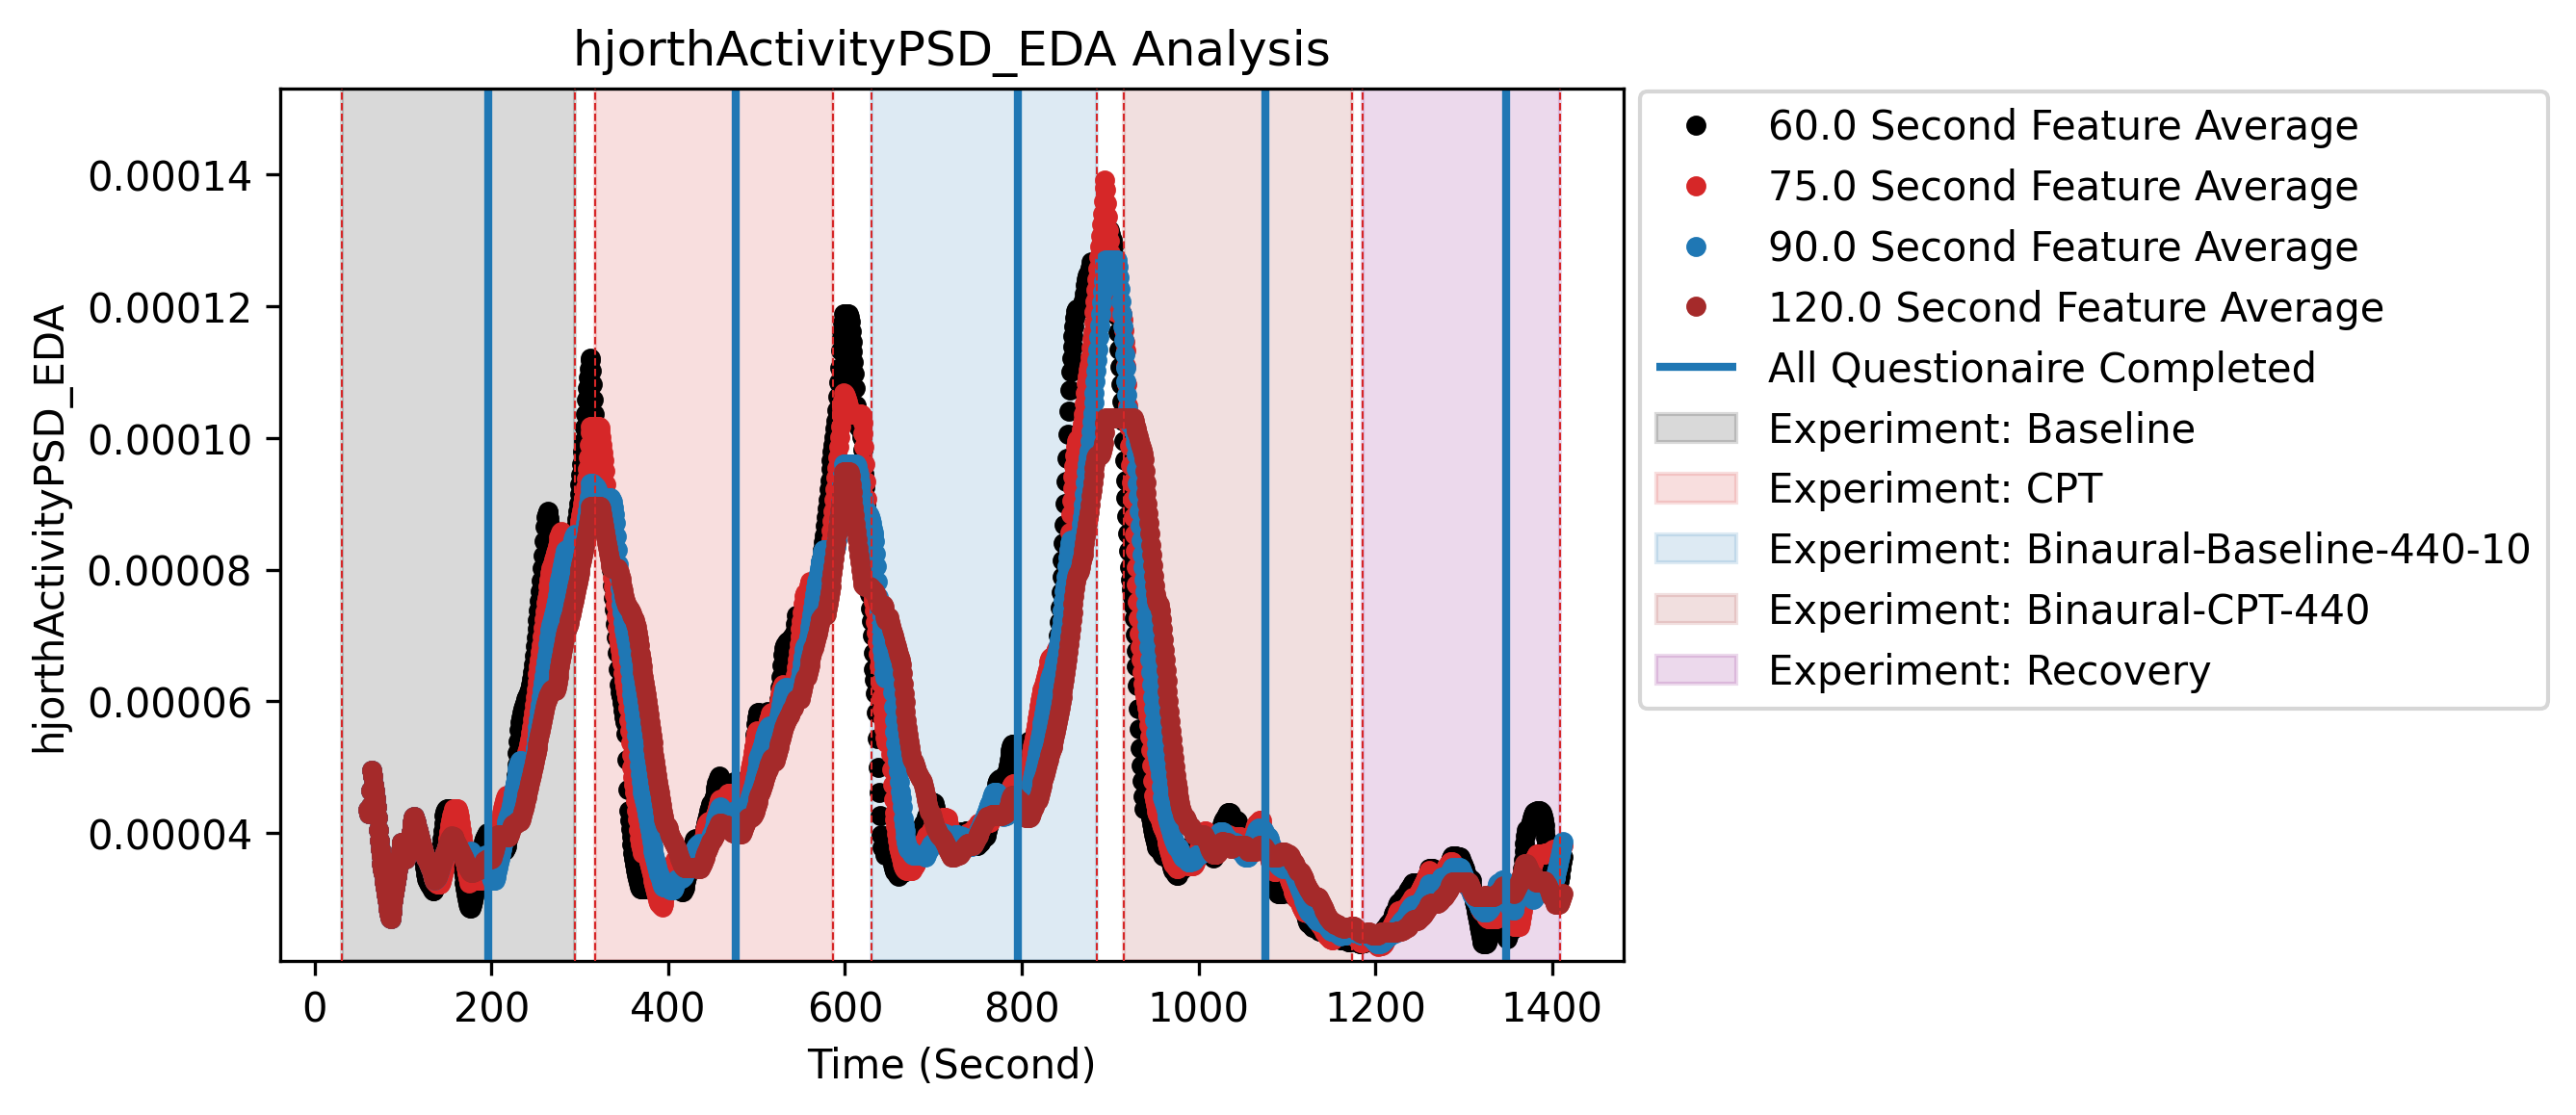 hjorthActivityPSD_EDA Analysis
hjorthActivityPSD_EDA
0.00014
0.00012
0.00010
0.00008
0.00006
0.00004
0 200 400 600 800 1000 1200 1400
Time (Second)
60.0 Second Feature Average
75.0 Second Feature Average
90.0 Second Feature Average
120.0 Second Feature Average
All Questionaire Completed
Experiment: Baseline
Experiment: CPT
Experiment: Binaural-Baseline-440-10
Experiment: Binaural-CPT-440
Experiment: Recovery